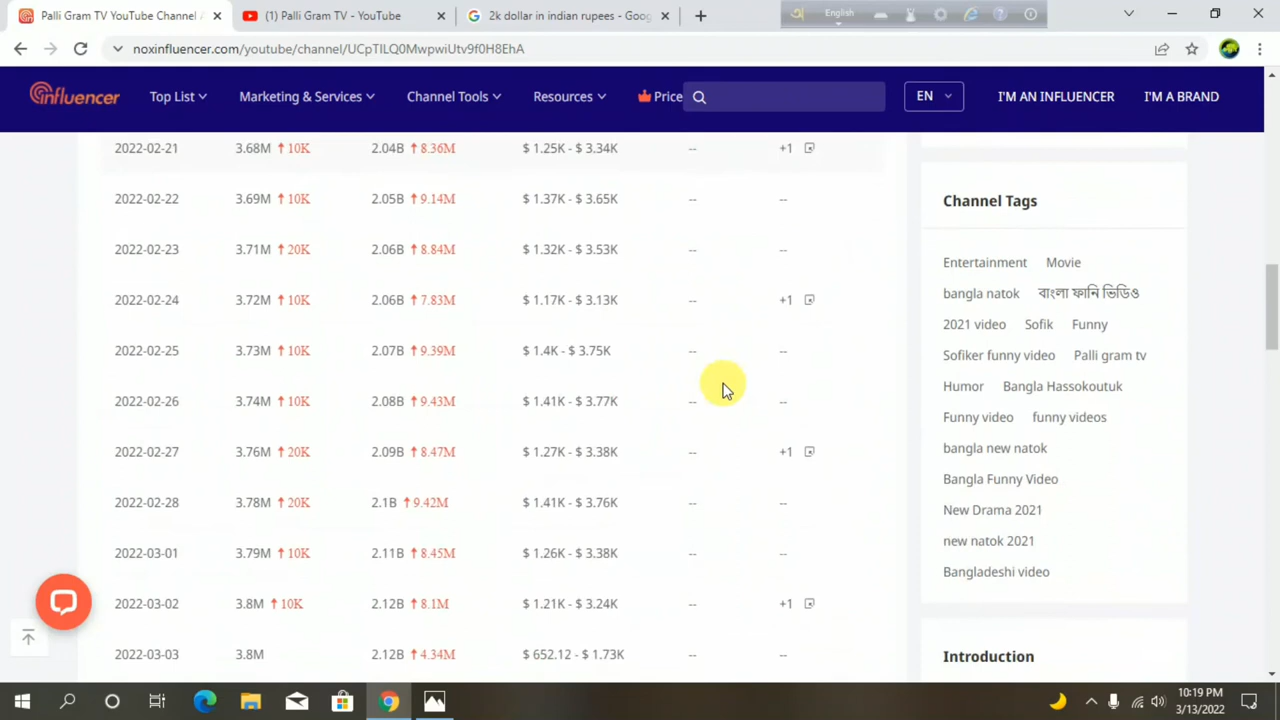 Palli Gram TV YouTube Channel A
(1) Palli Gram TV - YouTube
2k dollar in indian rupees - Goog
English
noxinfluencer.com/youtube/channel/UCpTILQ0MwpwiUtv9f0H8EhA
influencer
Top List
Marketing & Services
Channel Tools
Resources
Price
EN
I'M AN INFLUENCER
I'M A BRAND
2022-02-21 3.68M ↑ 10K 2.04B ↑ 8.36M $ 1.25K - $ 3.34K -- +1
2022-02-22 3.69M ↑ 10K 2.05B ↑ 9.14M $ 1.37K - $ 3.65K -- --
2022-02-23 3.71M ↑ 20K 2.06B ↑ 8.84M $ 1.32K - $ 3.53K -- --
2022-02-24 3.72M ↑ 10K 2.06B ↑ 7.83M $ 1.17K - $ 3.13K -- +1
2022-02-25 3.73M ↑ 10K 2.07B ↑ 9.39M $ 1.4K - $ 3.75K -- --
2022-02-26 3.74M ↑ 10K 2.08B ↑ 9.43M $ 1.41K - $ 3.77K -- --
2022-02-27 3.76M ↑ 20K 2.09B ↑ 8.47M $ 1.27K - $ 3.38K -- +1
2022-02-28 3.78M ↑ 20K 2.1B ↑ 9.42M $ 1.41K - $ 3.76K -- --
2022-03-01 3.79M ↑ 10K 2.11B ↑ 8.45M $ 1.26K - $ 3.38K -- --
2022-03-02 3.8M ↑ 10K 2.12B ↑ 8.1M $ 1.21K - $ 3.24K -- +1
2022-03-03 3.8M 2.12B ↑ 4.34M $ 652.12 - $ 1.73K -- --
Channel Tags
Entertainment Movie
bangla natok বাংলা ফানি ভিডিও
2021 video Sofik Funny
Sofiker funny video Palli gram tv
Humor Bangla Hassokoutuk
Funny video funny videos
bangla new natok
Bangla Funny Video
New Drama 2021
new natok 2021
Bangladeshi video
Introduction
10:19 PM
3/13/2022